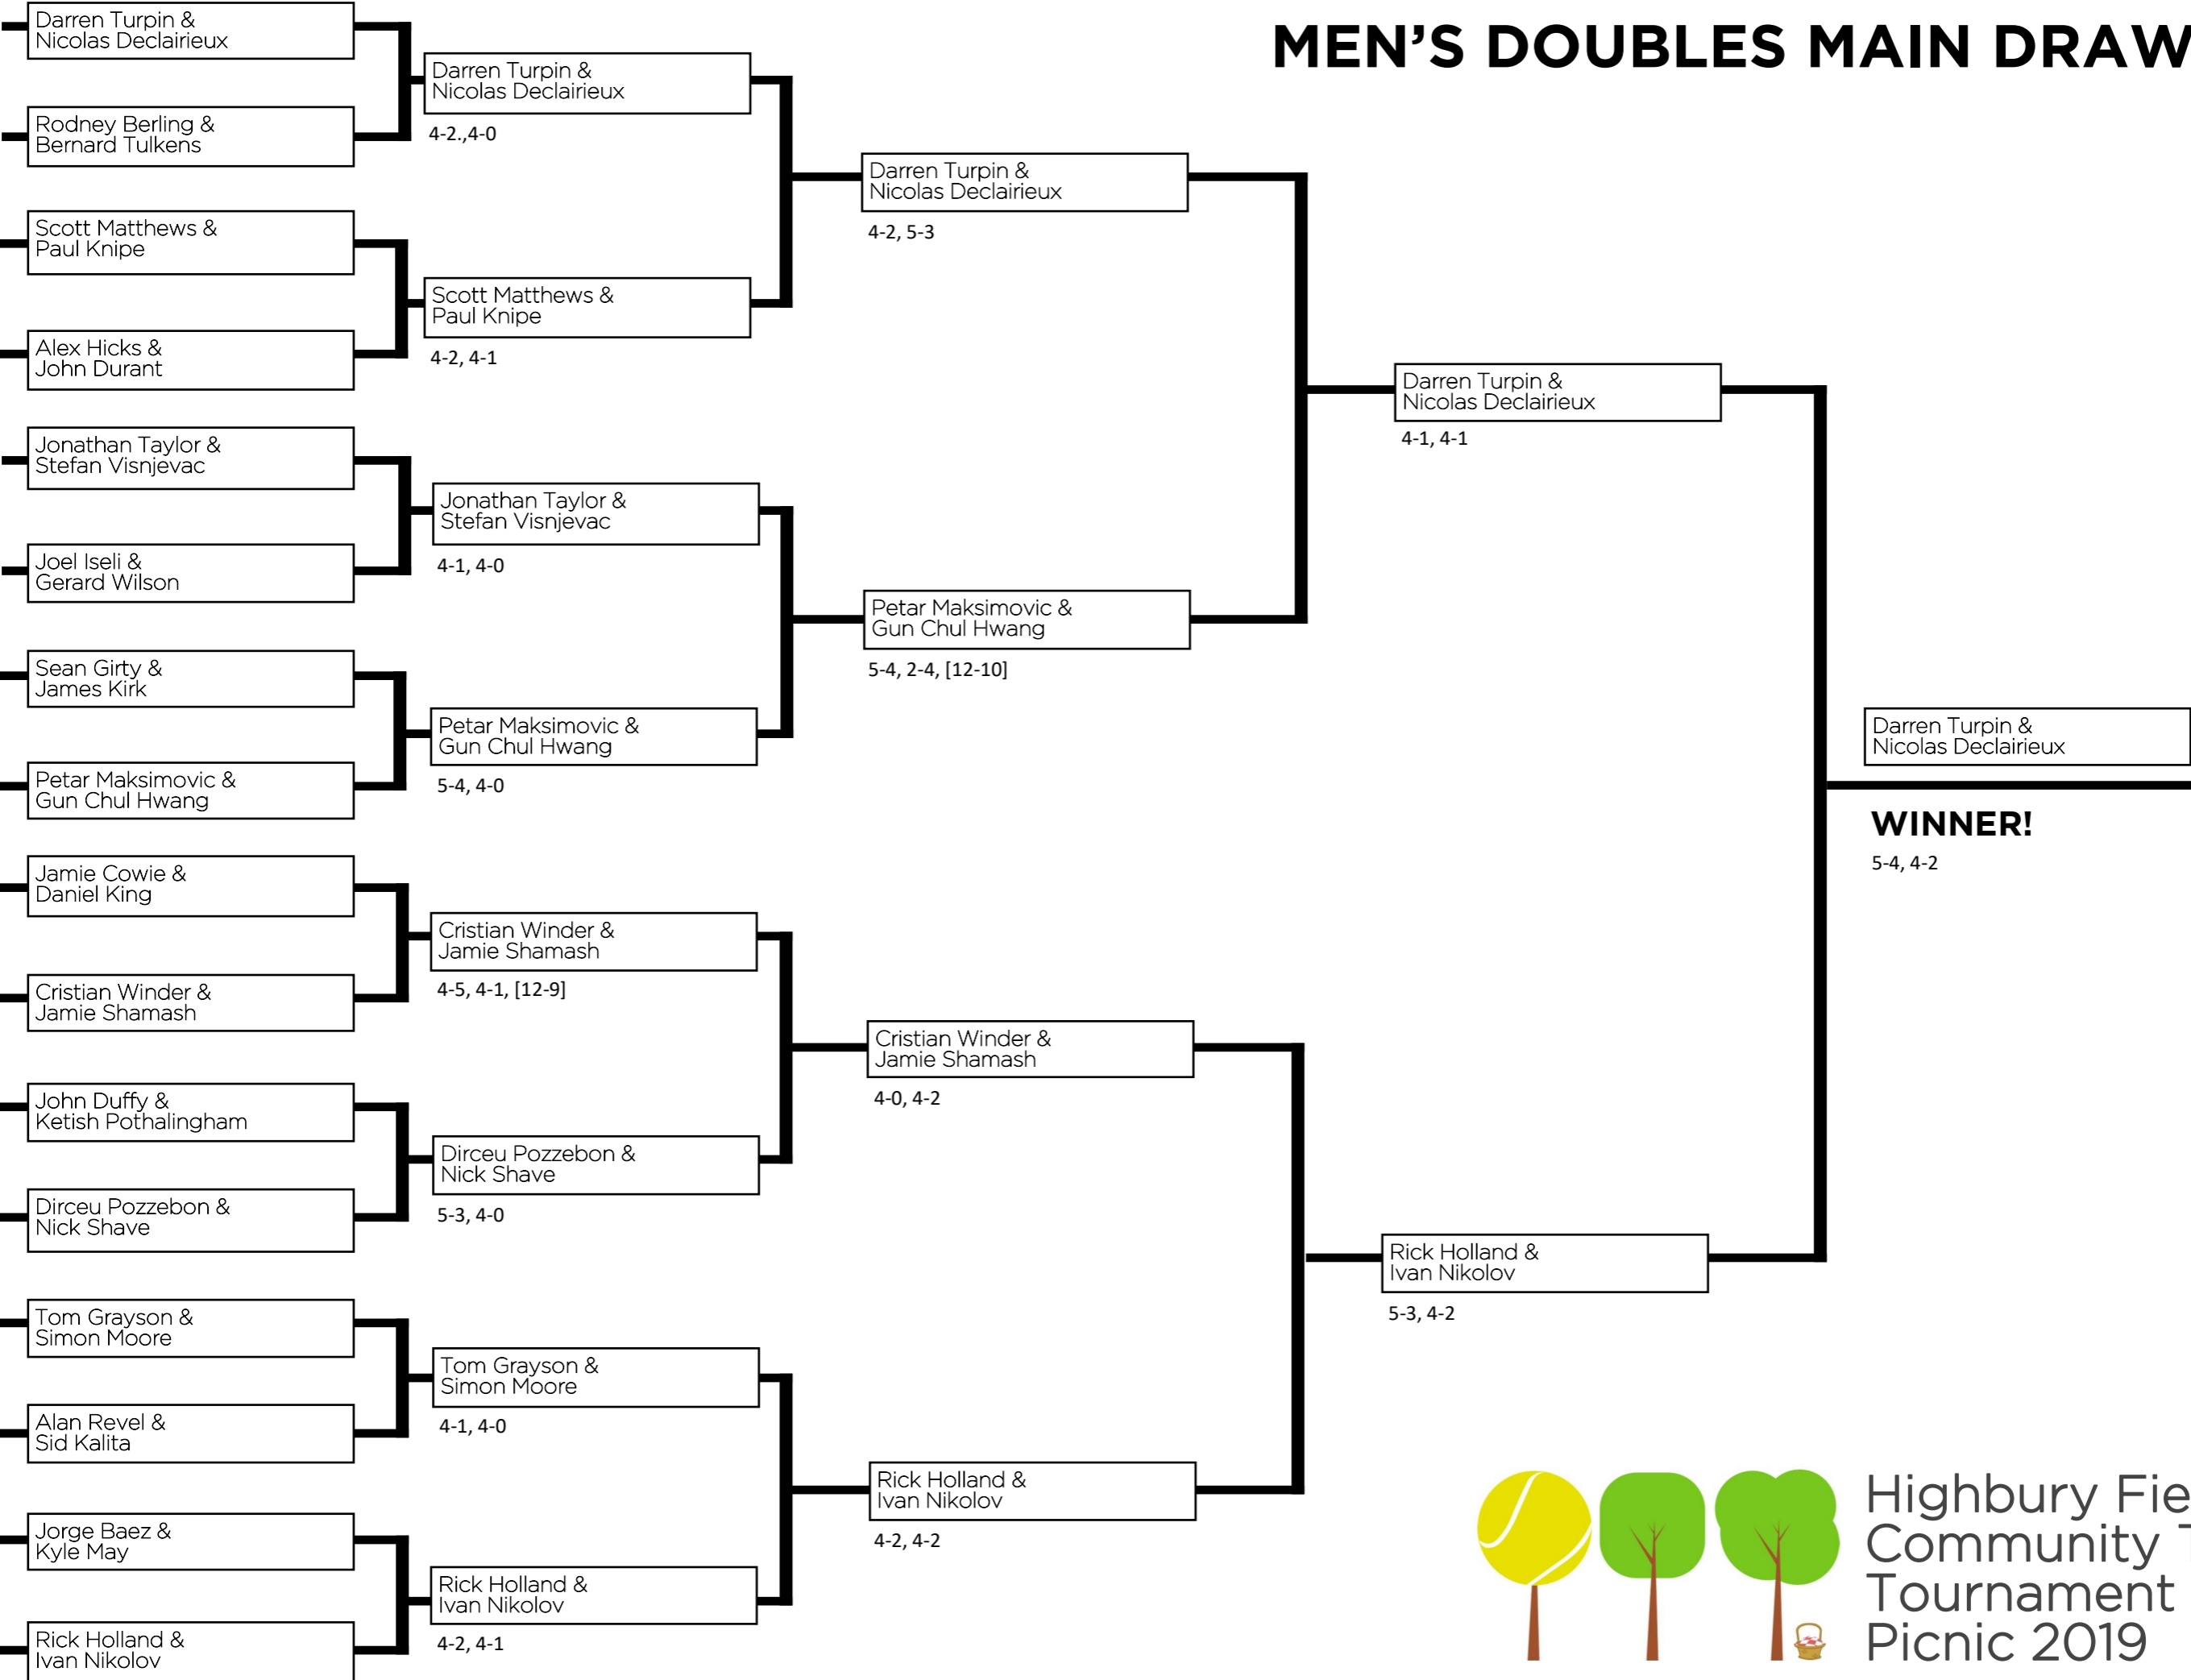 MEN'S DOUBLES MAIN DRAW
Darren Turpin &
Nicolas Declairieux
Rodney Berling &
Bernard Tulkens
Scott Matthews &
Paul Knipe
Alex Hicks &
John Durant
Jonathan Taylor &
Stefan Visnjevac
Joel Iseli &
Gerard Wilson
Sean Girty &
James Kirk
Petar Maksimovic &
Gun Chul Hwang
Jamie Cowie &
Daniel King
Cristian Winder &
Jamie Shamash
John Duffy &
Ketish Pothalingham
Dirceu Pozzebon &
Nick Shave
Tom Grayson &
Simon Moore
Alan Revel &
Sid Kalita
Jorge Baez &
Kyle May
Rick Holland &
Ivan Nikolov
Darren Turpin &
Nicolas Declairieux
4-2.,4-0
Scott Matthews &
Paul Knipe
4-2, 4-1
Jonathan Taylor &
Stefan Visnjevac
4-1, 4-0
Petar Maksimovic &
Gun Chul Hwang
5-4, 4-0
Cristian Winder &
Jamie Shamash
4-5, 4-1, [12-9]
Dirceu Pozzebon &
Nick Shave
5-3, 4-0
Tom Grayson &
Simon Moore
4-1, 4-0
Rick Holland &
Ivan Nikolov
4-2, 4-1
Darren Turpin &
Nicolas Declairieux
4-2, 5-3
Petar Maksimovic &
Gun Chul Hwang
5-4, 2-4, [12-10]
Cristian Winder &
Jamie Shamash
4-0, 4-2
Rick Holland &
Ivan Nikolov
4-2, 4-2
Darren Turpin &
Nicolas Declairieux
4-1, 4-1
Rick Holland &
Ivan Nikolov
5-3, 4-2
Darren Turpin &
Nicolas Declairieux
WINNER!
5-4, 4-2
Highbury Fie
Community T
Tournament
Picnic 2019